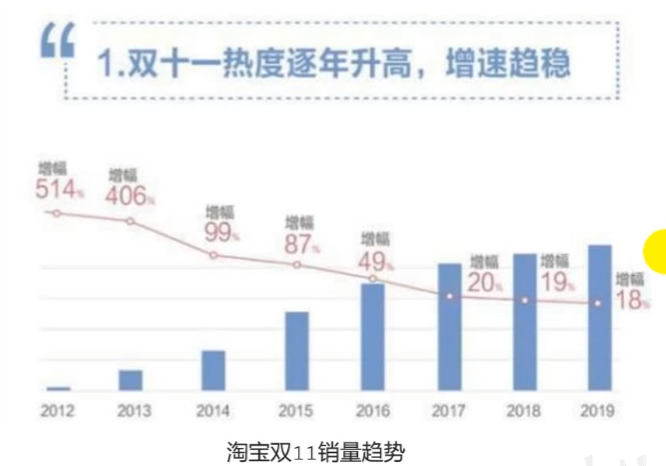 “
1.双十一热度逐年升高，增速趋稳
增幅
514%
增幅
406%
增幅
99%
增幅
87%
增幅
49%
增幅
20%
增幅
19%
增幅
18%
2012 2013 2014 2015 2016 2017 2018 2019
淘宝双11销量趋势